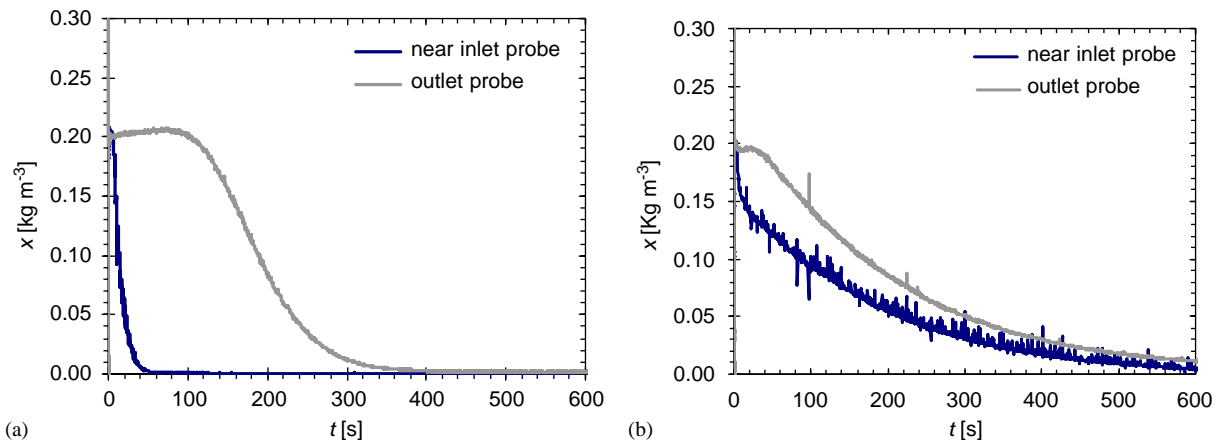 0.30
0.25
0.20
0.15
0.10
0.05
0.00
x [kg m-3]
near inlet probe
outlet probe
0 100 200 300 400 500 600
t [s]
(a)
0.30
0.25
0.20
0.15
0.10
0.05
0.00
x [Kg m-3]
near inlet probe
outlet probe
0 100 200 300 400 500 600
t [s]
(b)